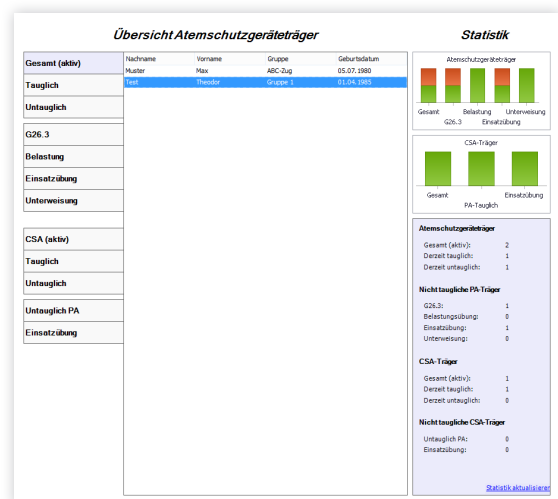 Übersicht Atemschutzgeräteträger
Statistik
Gesamt (aktiv)
Tauglich
Untauglich
G26.3
Belastung
Einsatzübung
Unterweisung
CSA (aktiv)
Tauglich
Untauglich
Untauglich PA
Einsatzübung
Nachname Vorname Gruppe Geburtsdatum
Muster Max ABC-Zug 05.07.1980
Test Theodor Gruppe 1 01.04.1985
Atemschutzgeräteträger
Gesamt Belastung Unterweisung
G26.3 Einsatzübung
CSA-Träger
Gesamt Einsatzübung
PA-Tauglich
Atemschutzgeräteträger
Gesamt (aktiv): 2
Derzeit tauglich: 1
Derzeit untauglich: 1
Nicht taugliche PA-Träger
G26.3: 1
Belastungsübung: 0
Einsatzübung: 1
Unterweisung: 0
CSA-Träger
Gesamt (aktiv): 1
Derzeit tauglich: 1
Derzeit untauglich: 0
Nicht taugliche CSA-Träger
Untauglich PA: 0
Einsatzübung: 0
Statistik aktualisieren